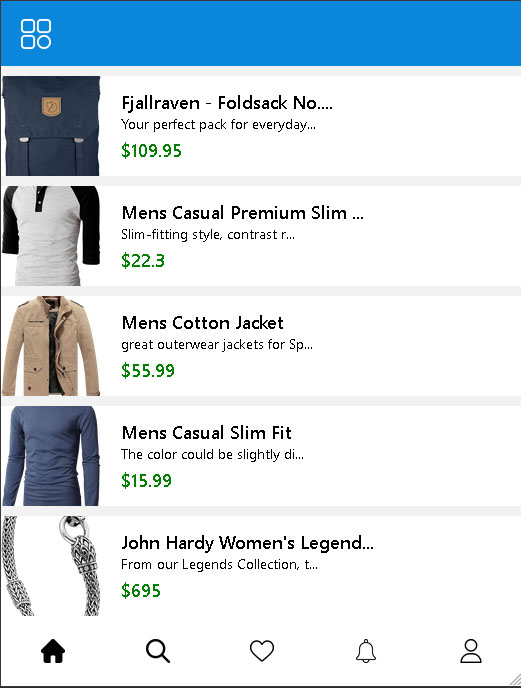 Fjallraven - Foldsack No....
Your perfect pack for everyday...
$109.95
Mens Casual Premium Slim ...
Slim-fitting style, contrast r...
$22.3
Mens Cotton Jacket
great outerwear jackets for Sp...
$55.99
Mens Casual Slim Fit
The color could be slightly di...
$15.99
John Hardy Women's Legend...
From our Legends Collection, t...
$695